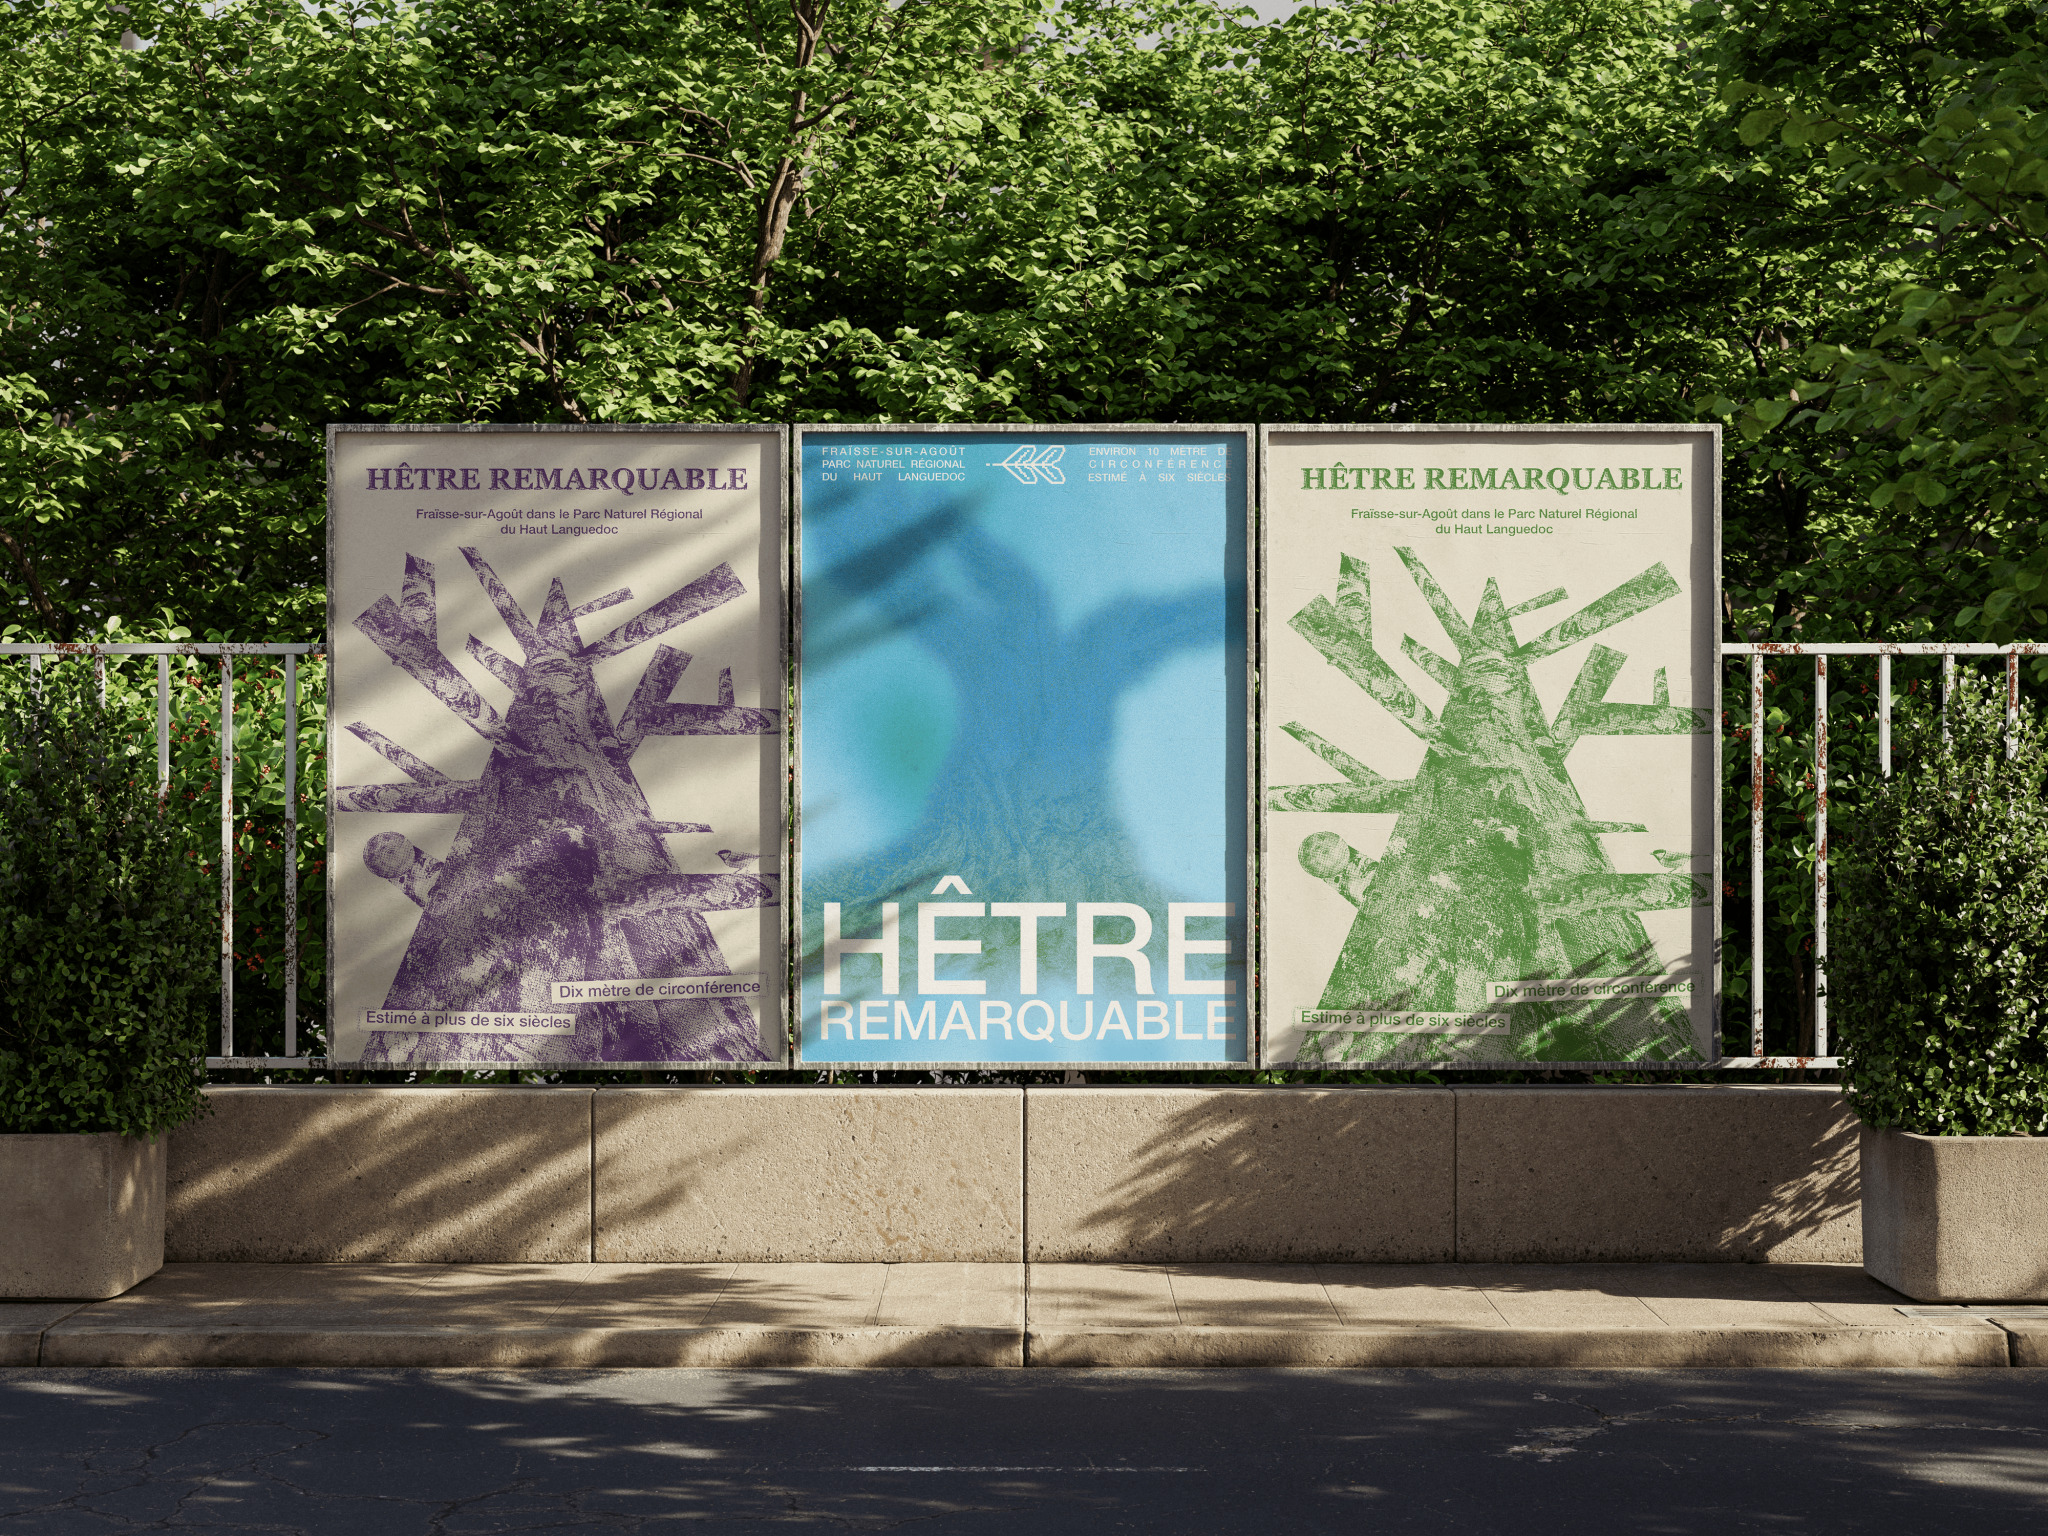 HÊTRE REMARQUABLE
Fraïsse-sur-Agoût dans le Parc Naturel Régional
du Haut Languedoc
Dix mètre de circonférence
Estimé à plus de six siècles
FRAÏSSE-SUR-AGOÛT
PARC NATUREL RÉGIONAL
DU HAUT LANGUEDOC
ENVIRON 10 MÈTRE DE
CIRCONFÉRENCE
ESTIMÉ À SIX SIÈCLES
HÊTRE
REMARQUABLE
HÊTRE REMARQUABLE
Fraïsse-sur-Agoût dans le Parc Naturel Régional
du Haut Languedoc
Dix mètre de circonférence
Estimé à plus de six siècles